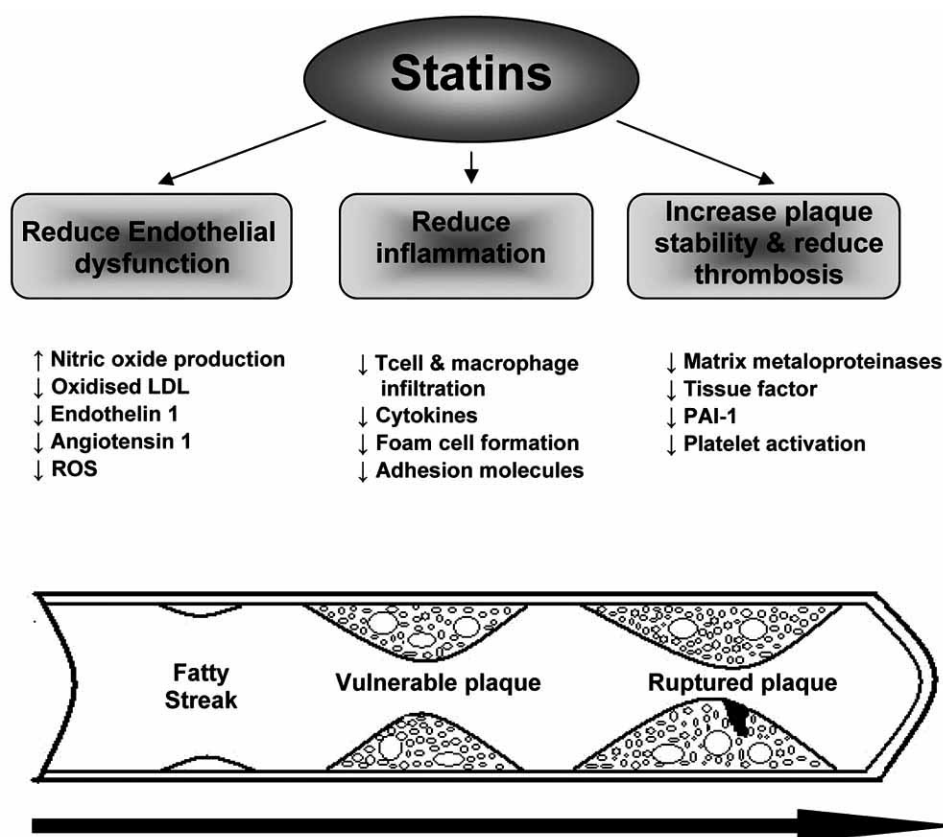 Statins
Reduce Endothelial
dysfunction
Reduce
inflammation
Increase plaque
stability & reduce
thrombosis
↑ Nitric oxide production
↓ Oxidised LDL
↓ Endothelin 1
↓ Angiotensin 1
↓ ROS
↓ Tcell & macrophage
infiltration
↓ Cytokines
↓ Foam cell formation
↓ Adhesion molecules
↓ Matrix metaloproteinases
↓ Tissue factor
↓ PAI-1
↓ Platelet activation
Fatty
Streak
Vulnerable plaque
Ruptured plaque